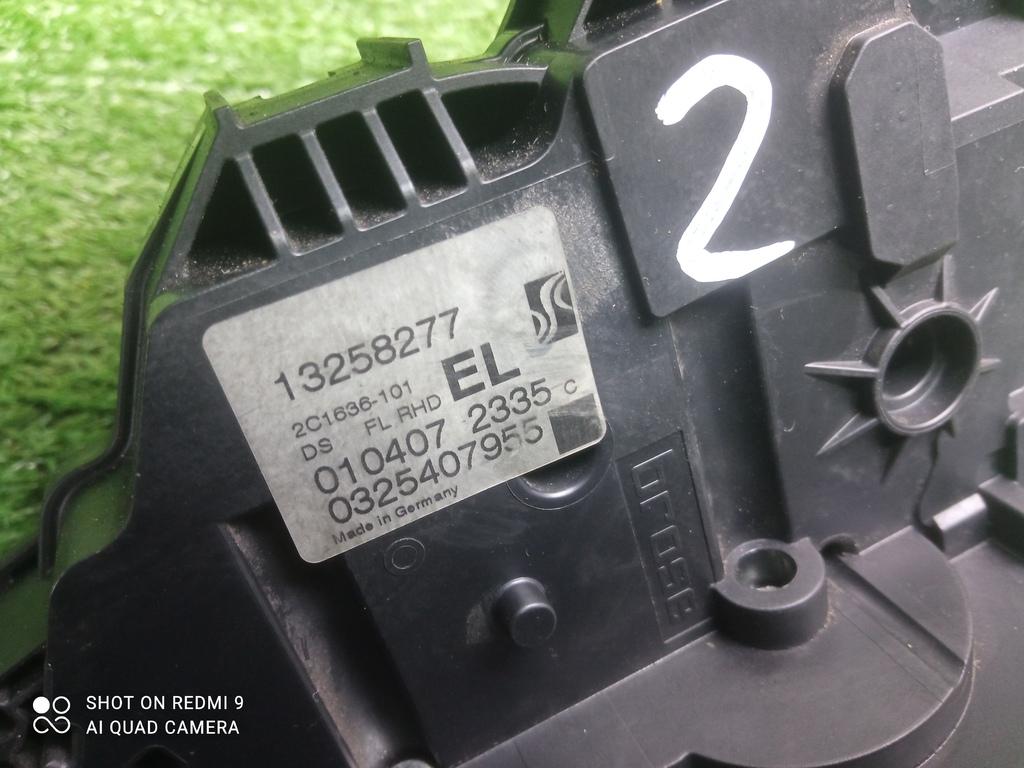 2
13258277
2C1636-101
EL
DS FL RHD
010407 2335 C
0325407955
Made in Germany
brose
SHOT ON REDMI 9
AI QUAD CAMERA